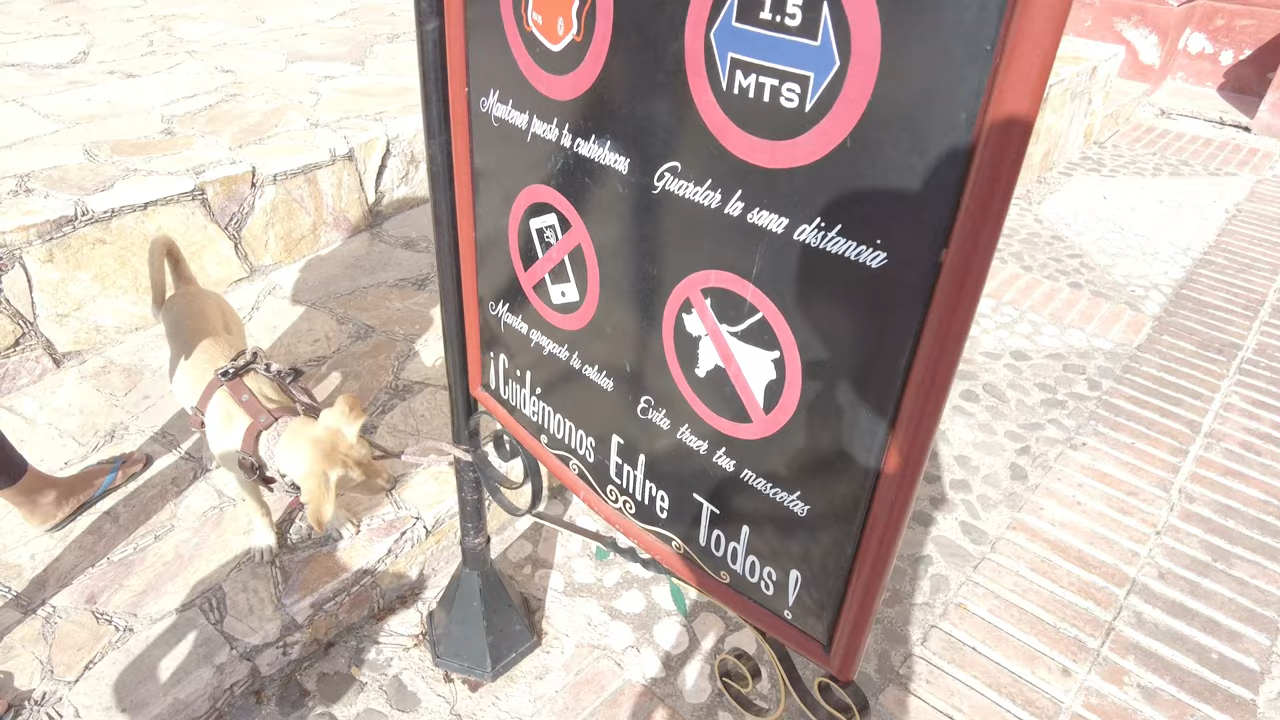 1.5
MTS
Mantener puesto tu cubrebocas
Guardar la sana distancia
Manten apagado tu celular
Evita traer tus mascotas
¡Cuidémonos Entre Todos!